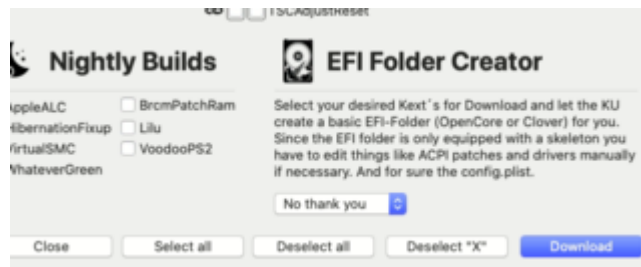 TSCAdjustReset
Nightly Builds
EFI Folder Creator
AppleALC
BrcmPatchRam
HibernationFixup
Lilu
VirtualSMC
VoodooPS2
WhateverGreen
Select your desired Kext´s for Download and let the KU
create a basic EFI-Folder (OpenCore or Clover) for you.
Since the EFI folder is only equipped with a skeleton you
have to edit things like ACPI patches and drivers manually
if necessary. And for sure the config.plist.
No thank you
Close
Select all
Deselect all
Deselect "X"
Download